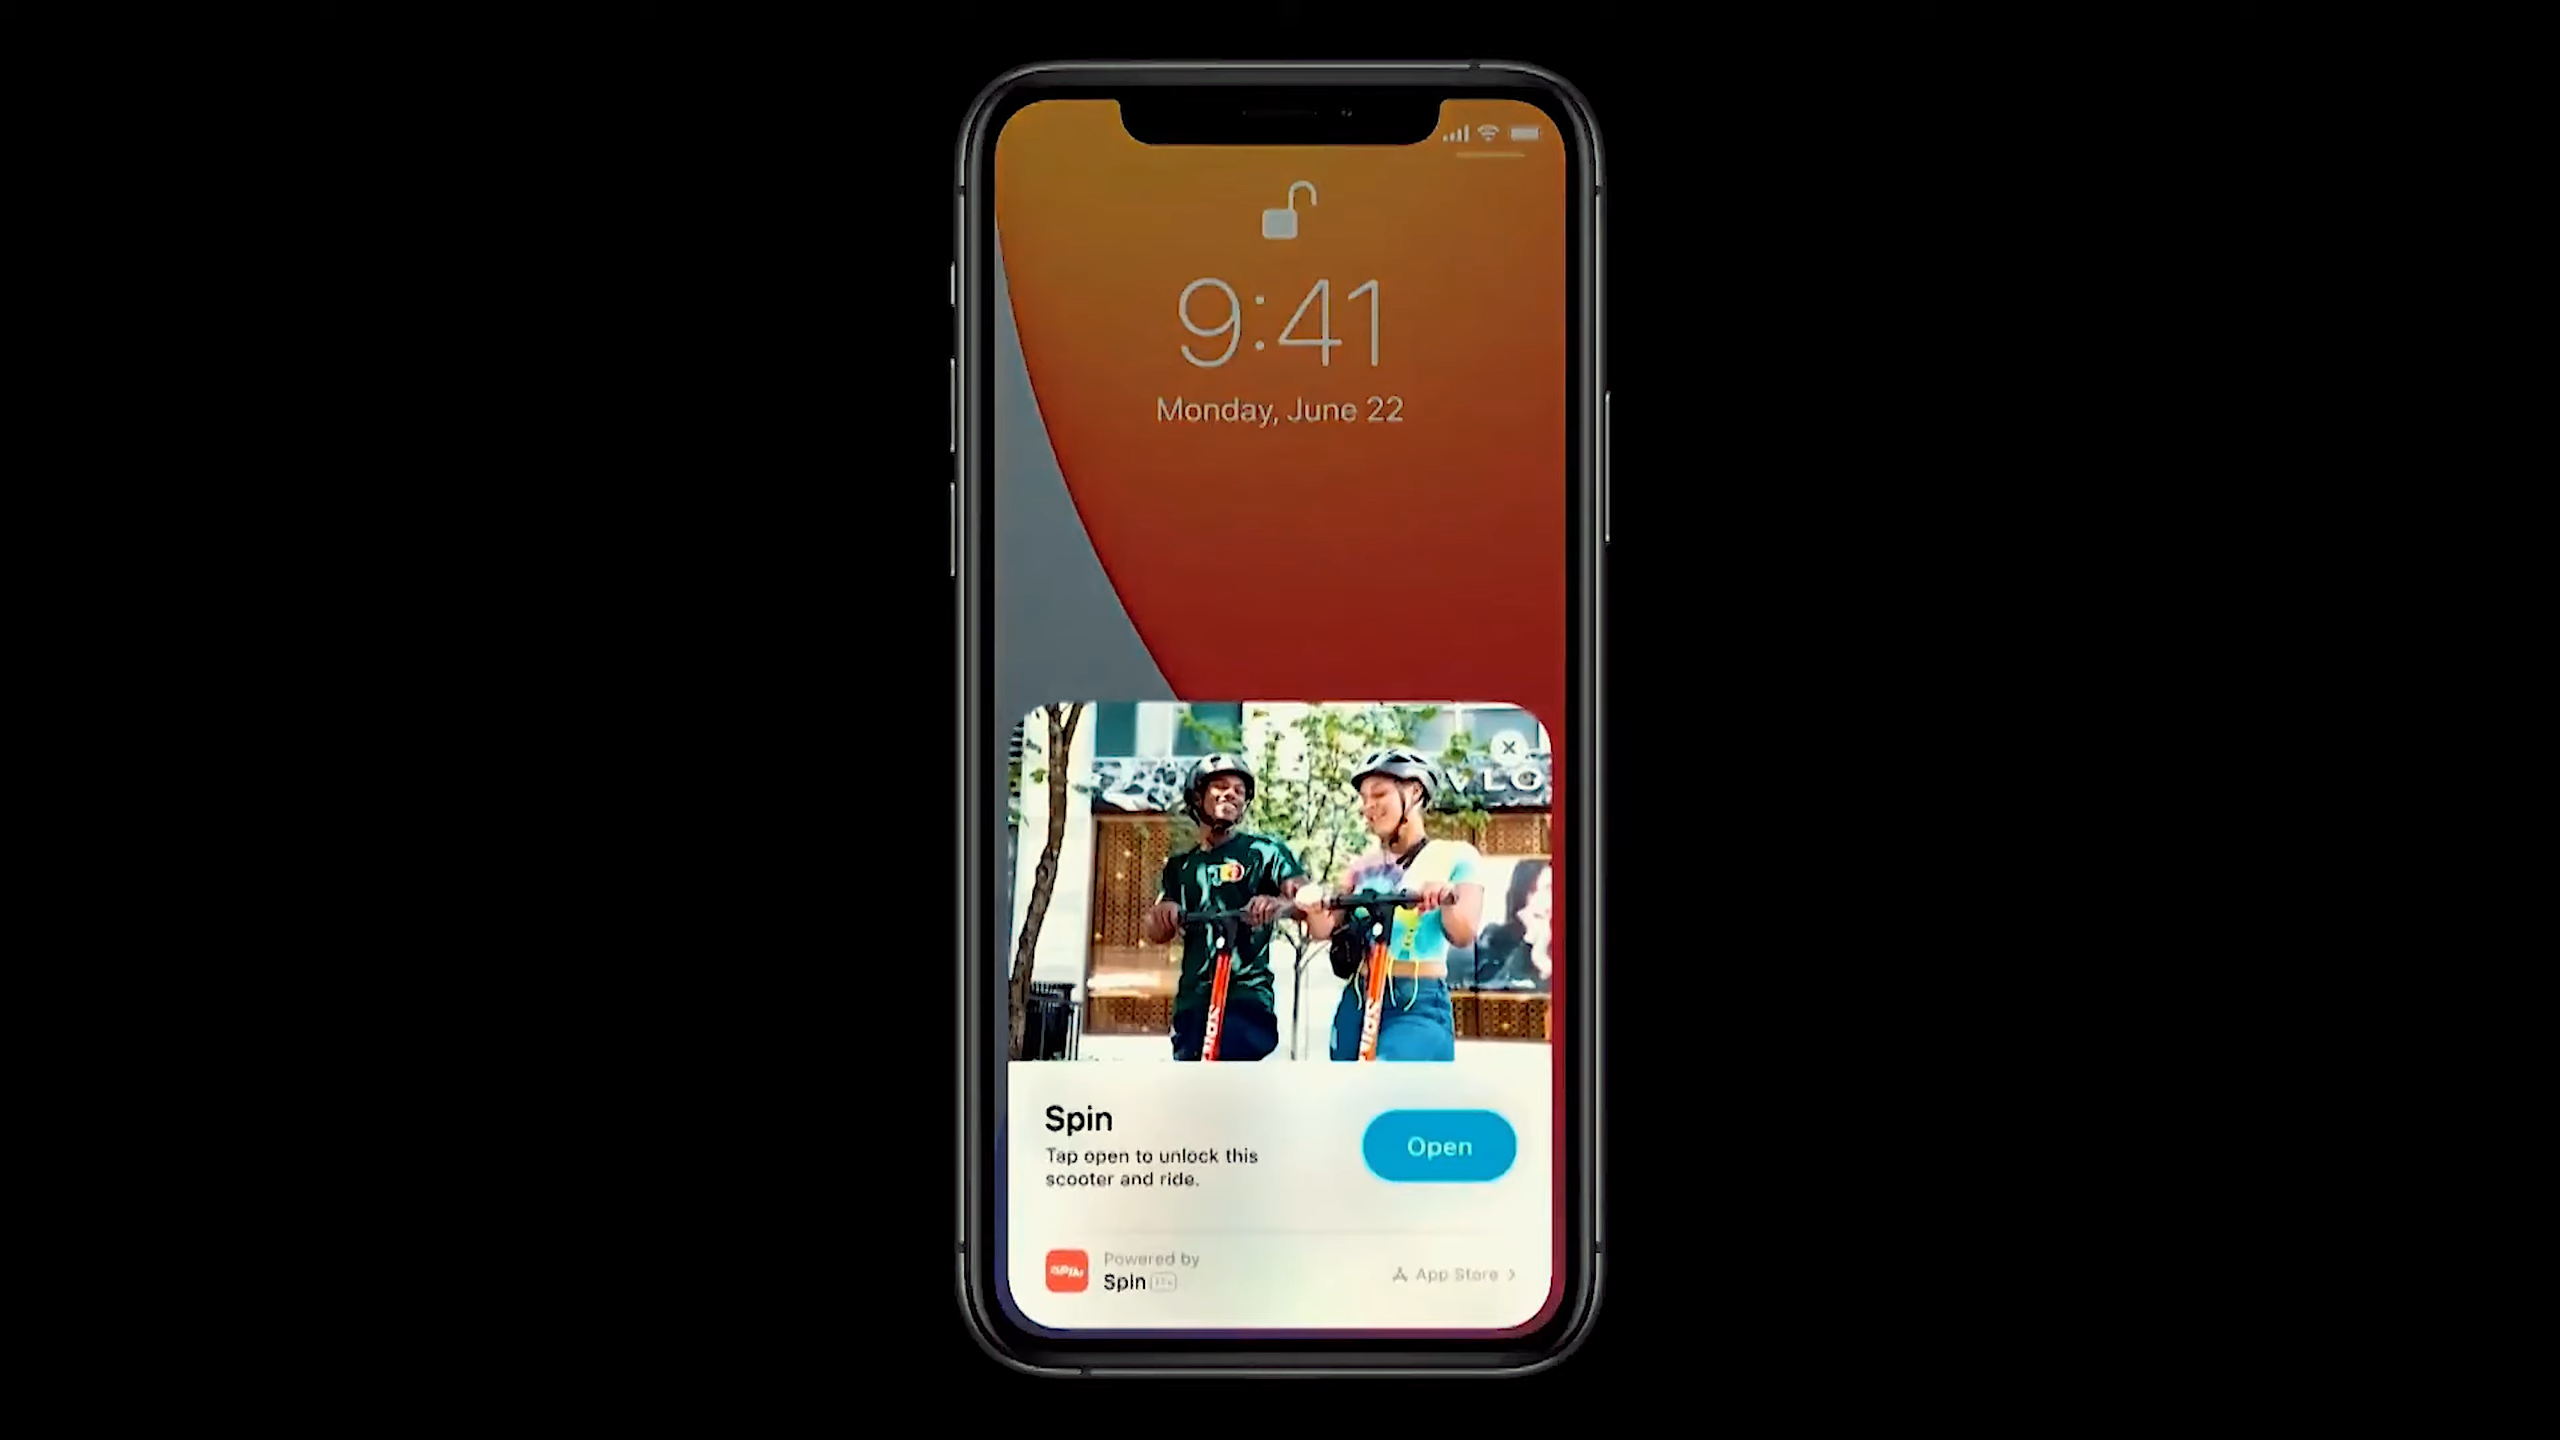 9:41
Monday, June 22
VLO
Spin
Tap open to unlock this
scooter and ride.
Open
Powered by
Spin
App Store